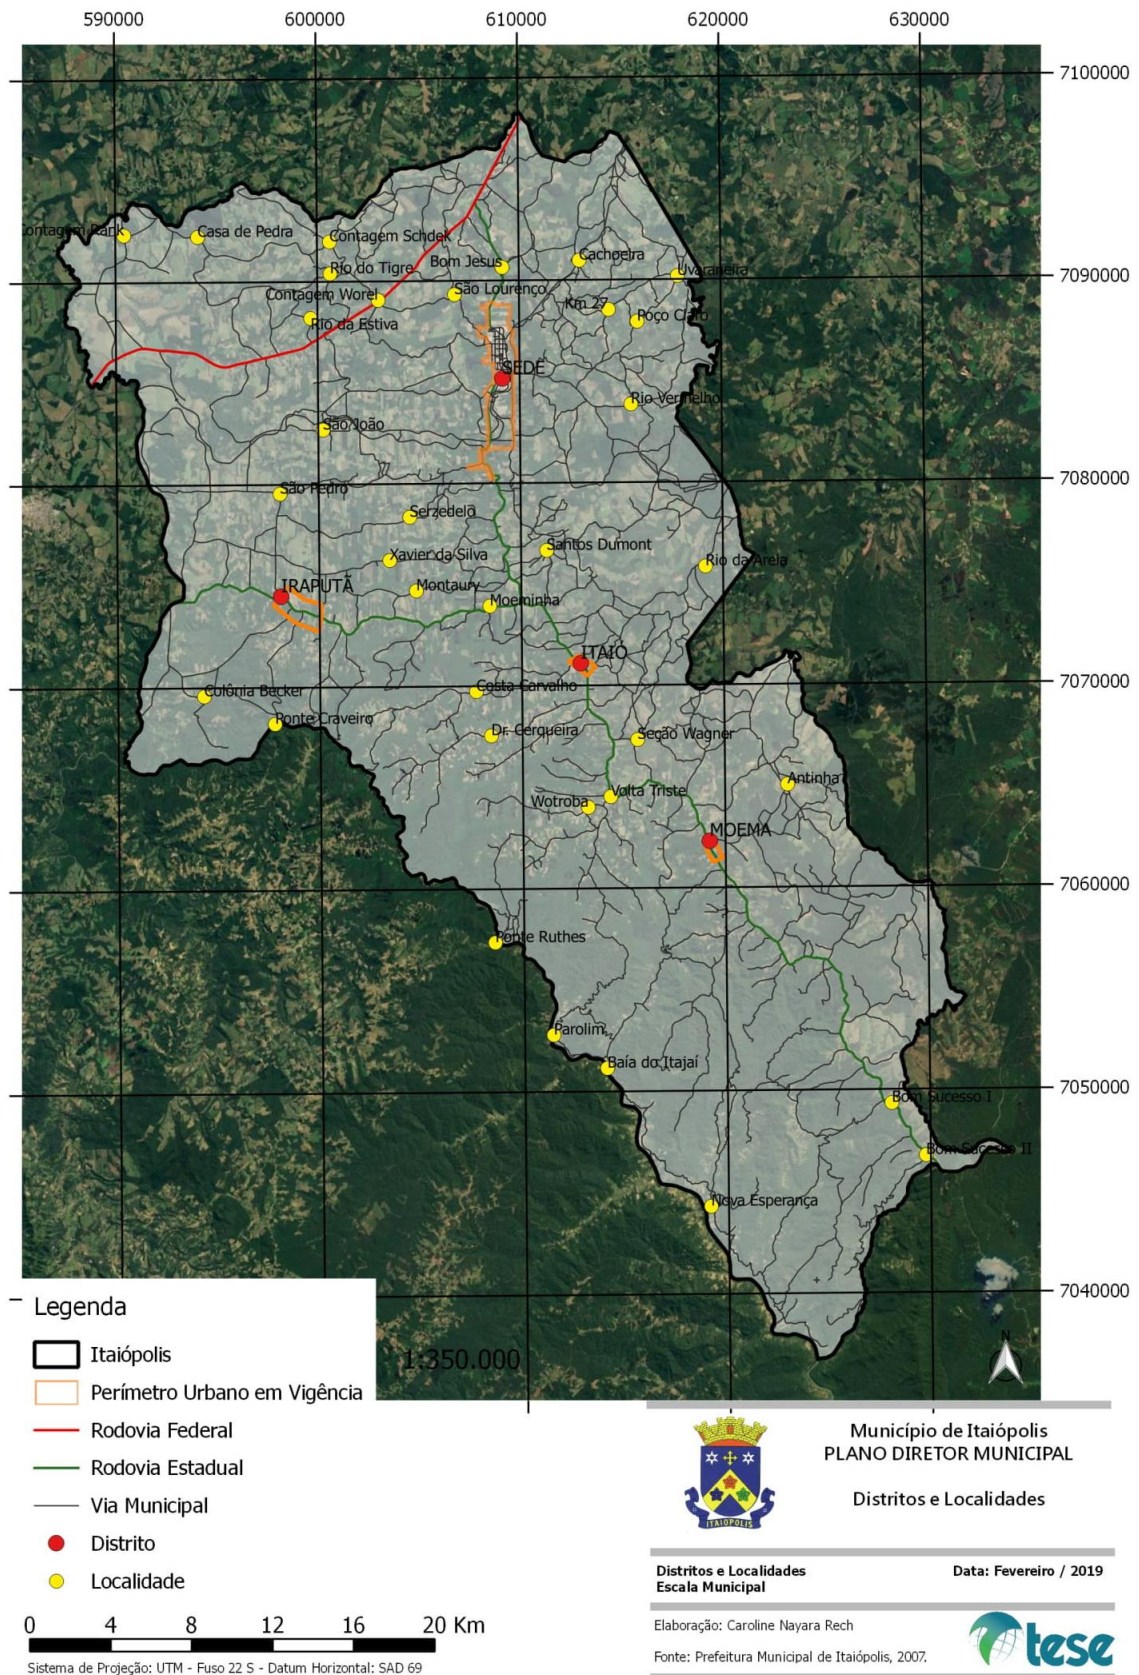 590000 600000 610000 620000 630000
7100000
Contagem Rank
Casa de Pedra
Contagem Schdek
Rio do Tigre
Bom Jesus
Cachoeira
Uvaraneira
7090000
Contagem Worel
São Lourenço
Km 27
Rio da Estiva
Poço Claro
SEDE
Rio Vermelho
São João
7080000
São Pedro
Serzedelo
Santos Dumont
Xavier da Silva
Rio da Areia
IRAPUTÃ
Montaury
Moeminha
ITAIÓ
7070000
Colônia Becker
Costa Carvalho
Ponte Craveiro
Dr. Cerqueira
Seção Wagner
Antinha
Volta Triste
Wotroba
MOEMA
7060000
Ponte Ruthes
Parolim
Baía do Itajaí
7050000
Bom Sucesso I
Bom Sucesso II
Nova Esperança
7040000
N
1:350.000
Legenda
Itaiópolis
Perímetro Urbano em Vigência
Rodovia Federal
Rodovia Estadual
Via Municipal
Distrito
Localidade
0 4 8 12 16 20 Km
Sistema de Projeção: UTM - Fuso 22 S - Datum Horizontal: SAD 69
ITAIÓPOLIS
Município de Itaiópolis
PLANO DIRETOR MUNICIPAL
Distritos e Localidades
Distritos e Localidades
Escala Municipal
Data: Fevereiro / 2019
Elaboração: Caroline Nayara Rech
Fonte: Prefeitura Municipal de Itaiópolis, 2007.
tese